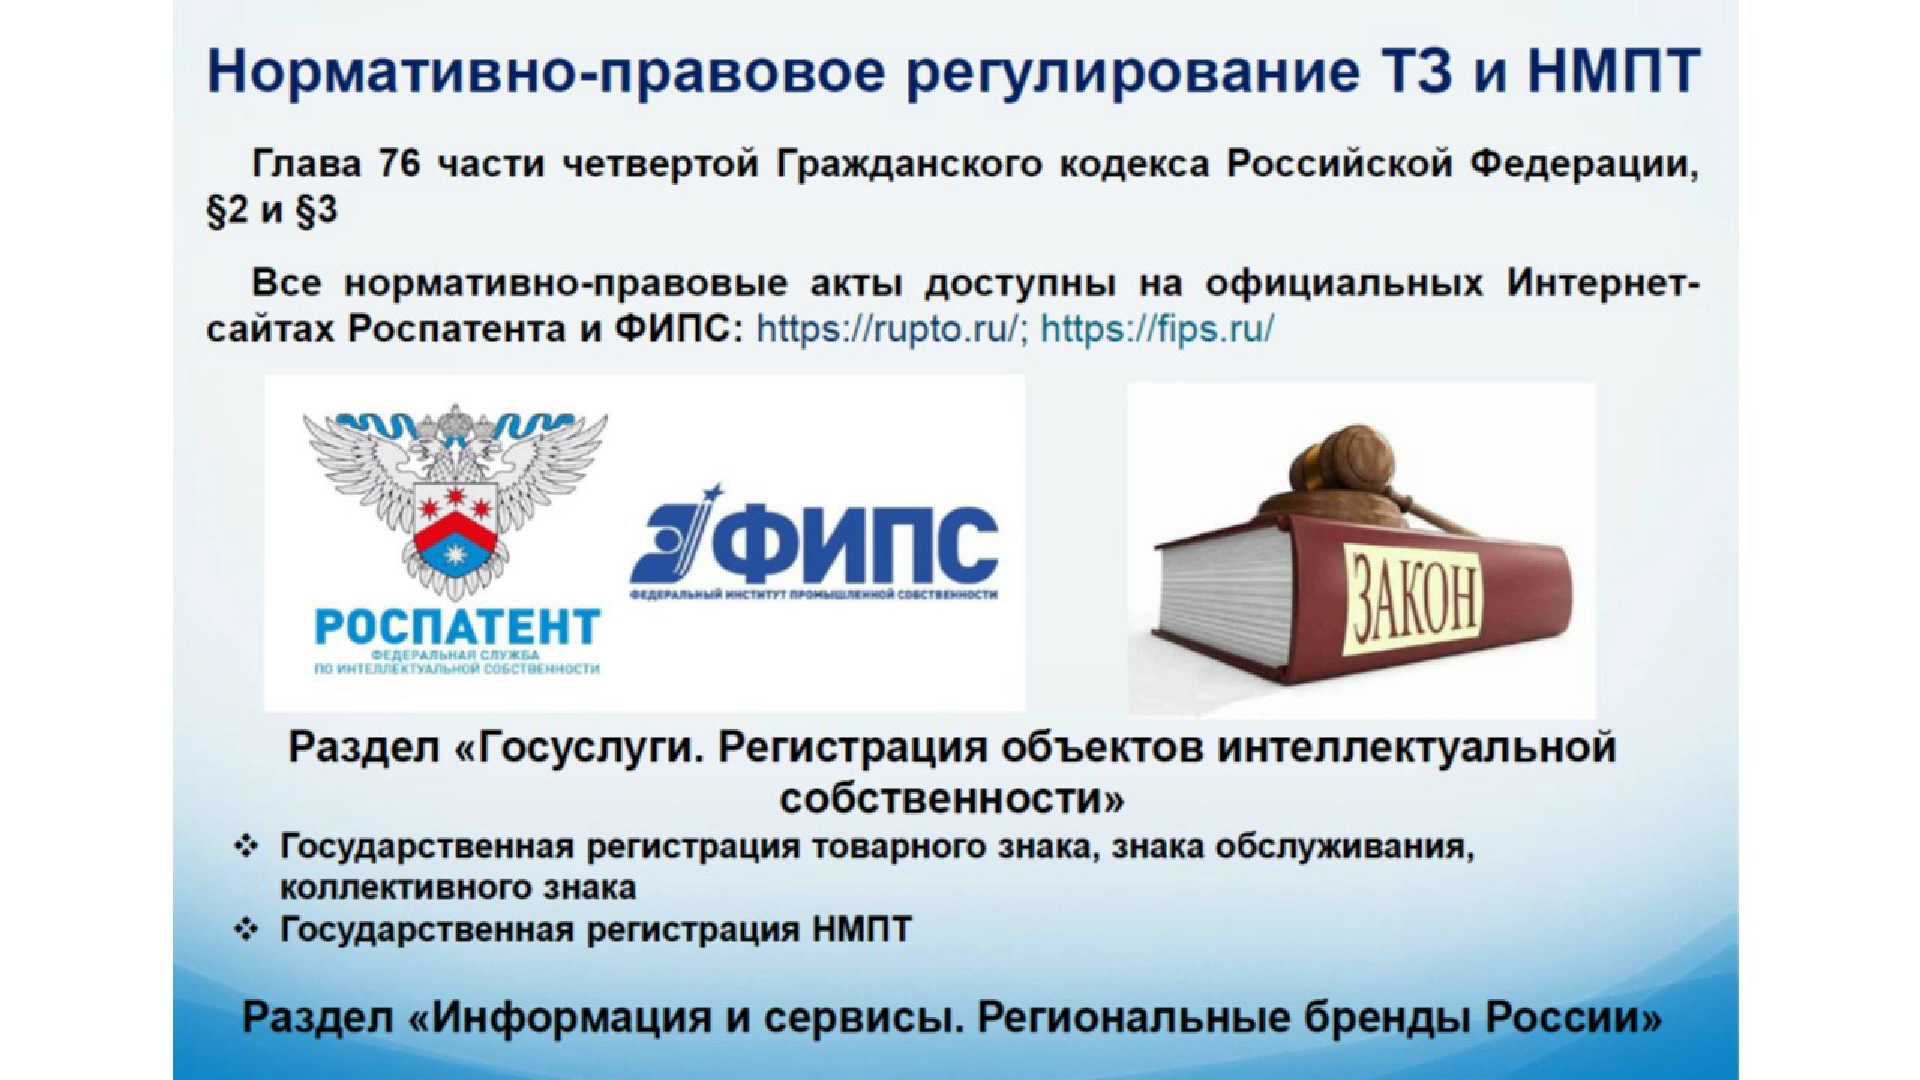 Нормативно-правовое регулирование ТЗ и НМПТ
Глава 76 части четвертой Гражданского кодекса Российской Федерации,
§2 и §3
Все нормативно-правовые акты доступны на официальных Интернет-
сайтах Роспатента и ФИПС: https://rupto.ru/; https://fips.ru/
РОСПАТЕНТ
ФЕДЕРАЛЬНАЯ СЛУЖБА
ПО ИНТЕЛЛЕКТУАЛЬНОЙ СОБСТВЕННОСТИ
ФИПС
ФЕДЕРАЛЬНЫЙ ИНСТИТУТ ПРОМЫШЛЕННОЙ СОБСТВЕННОСТИ
ЗАКОН
Раздел «Госуслуги. Регистрация объектов интеллектуальной
собственности»
❖ Государственная регистрация товарного знака, знака обслуживания,
коллективного знака
❖ Государственная регистрация НМПТ
Раздел «Информация и сервисы. Региональные бренды России»